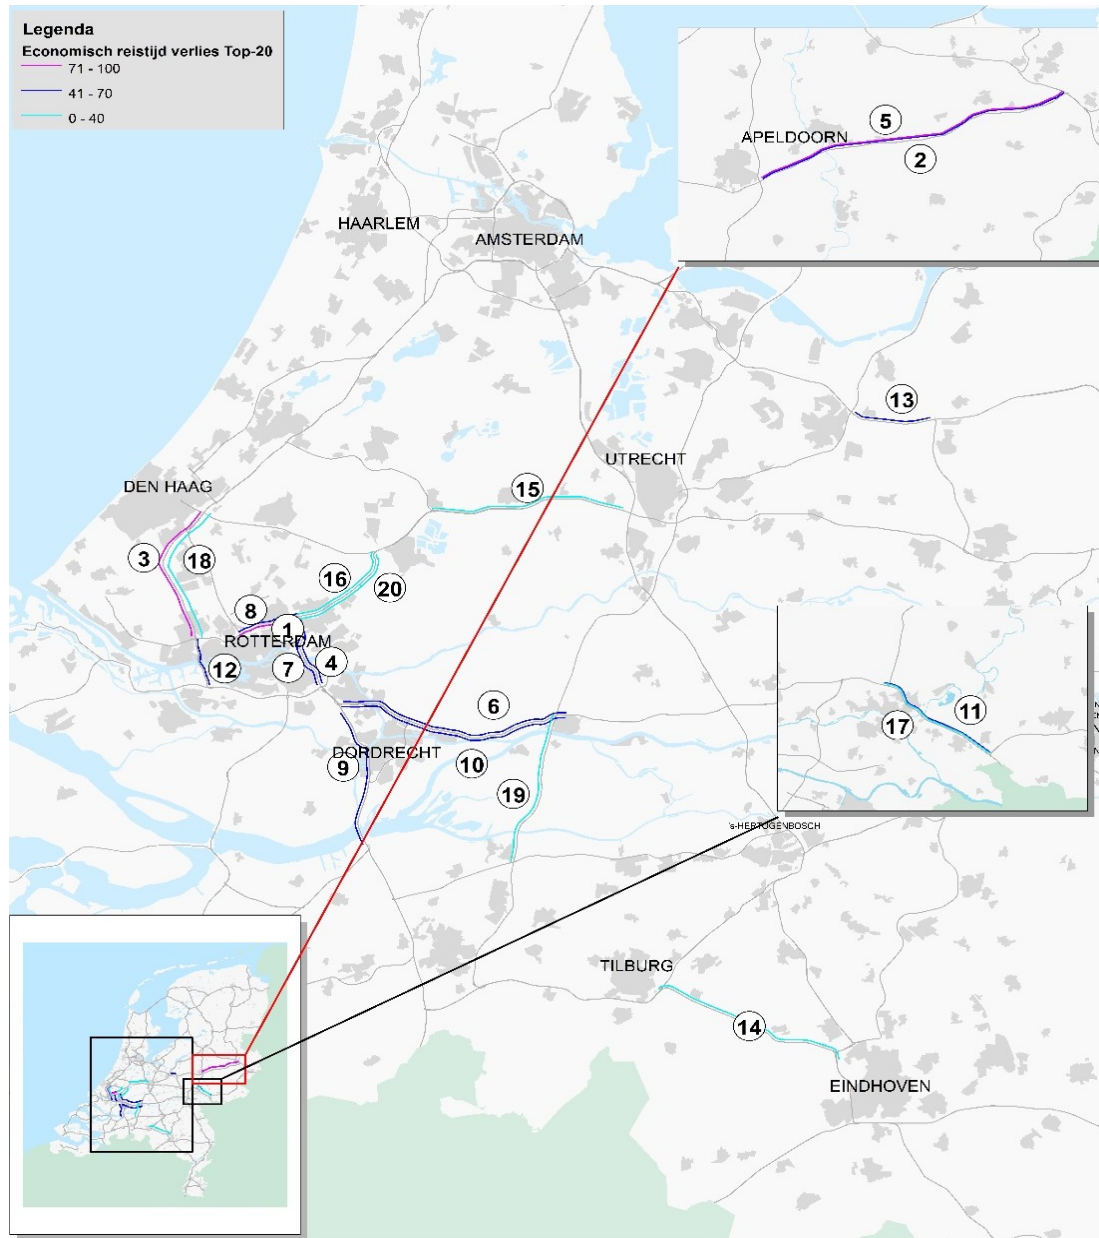 Legenda
Economisch reistijd verlies Top-20
71 - 100
41 - 70
0 - 40
5
APELDOORN
2
HAARLEM
AMSTERDAM
13
UTRECHT
DEN HAAG
15
3
18
16
20
8
1
ROTTERDAM
12
7
4
6
11
17
DORDRECHT
9
10
19
's-HERTOGENBOSCH
TILBURG
14
EINDHOVEN